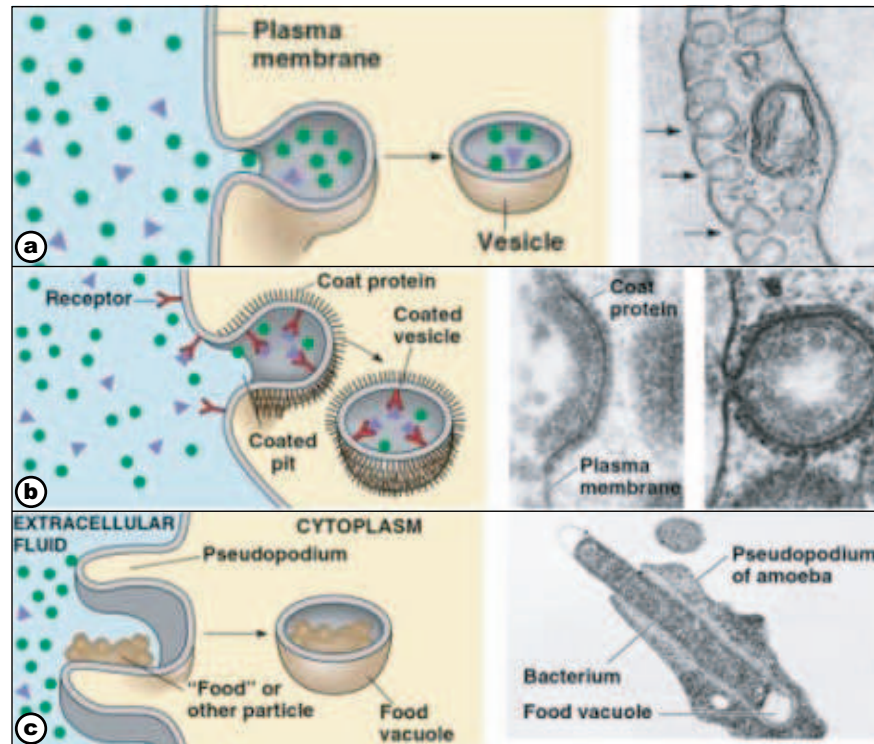 Plasma
membrane
Vesicle
a
Receptor
Coat protein
Coated
vesicle
Coated
pit
Coat
protein
Plasma
membrane
b
EXTRACELLULAR
FLUID
CYTOPLASM
Pseudopodium
"Food" or
other particle
Food
vacuole
Pseudopodium
of amoeba
Bacterium
Food vacuole
c